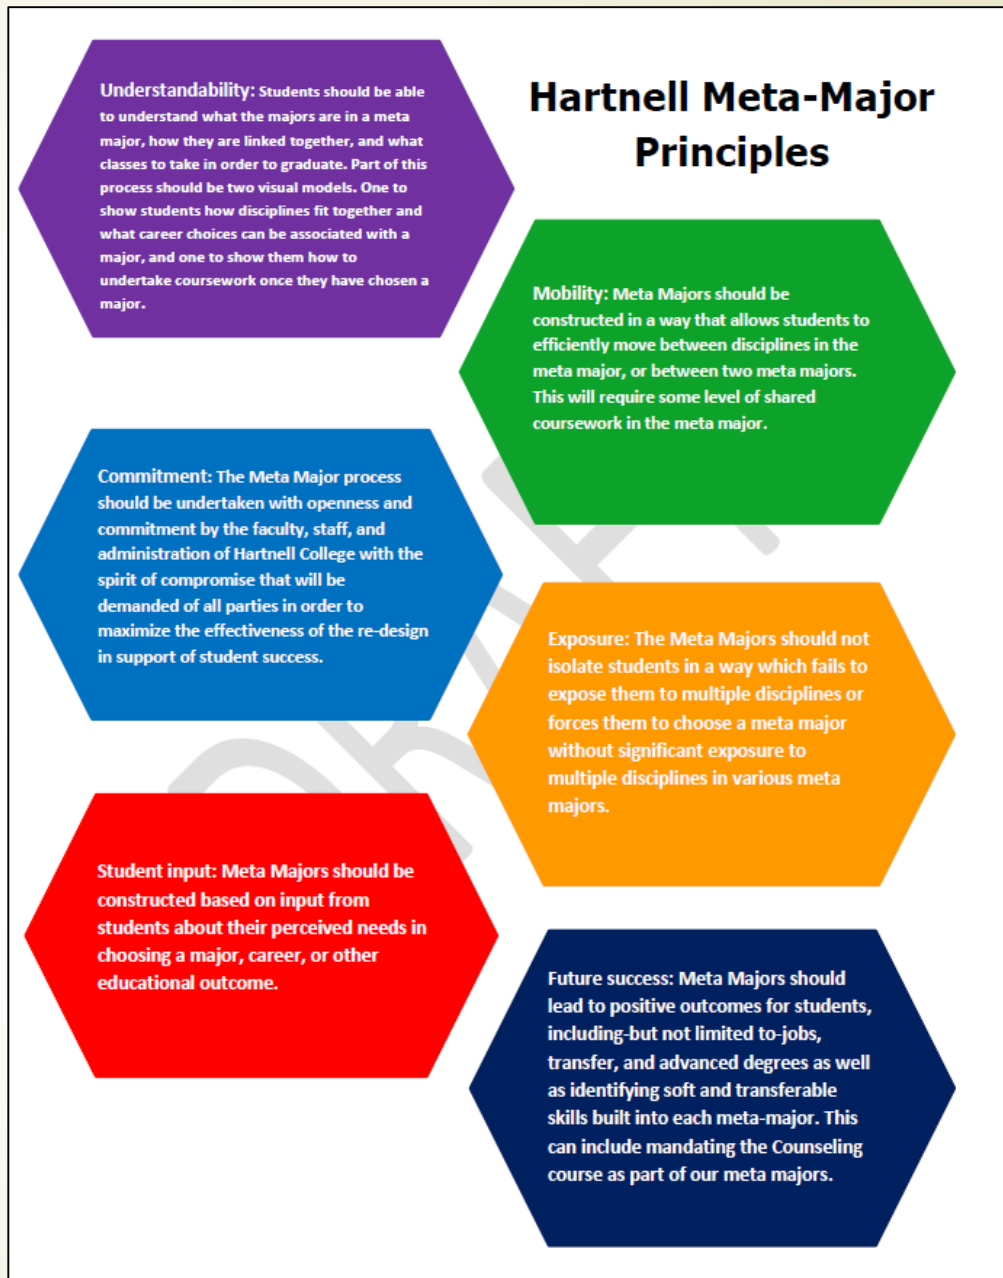 Hartnell Meta-Major
Principles
Understandability: Students should be able
to understand what the majors are in a meta
major, how they are linked together, and what
classes to take in order to graduate. Part of this
process should be two visual models. One to
show students how disciplines fit together and
what career choices can be associated with a
major, and one to show them how to
undertake coursework once they have chosen a
major.
Mobility: Meta Majors should be
constructed in a way that allows students to
efficiently move between disciplines in the
meta major, or between two meta majors.
This will require some level of shared
coursework in the meta major.
Commitment: The Meta Major process
should be undertaken with openness and
commitment by the faculty, staff, and
administration of Hartnell College with the
spirit of compromise that will be
demanded of all parties in order to
maximize the effectiveness of the re-design
in support of student success.
Exposure: The Meta Majors should not
isolate students in a way which fails to
expose them to multiple disciplines or
forces them to choose a meta major
without significant exposure to
multiple disciplines in various meta
majors.
Student input: Meta Majors should be
constructed based on input from
students about their perceived needs in
choosing a major, career, or other
educational outcome.
Future success: Meta Majors should
lead to positive outcomes for students,
including-but not limited to-jobs,
transfer, and advanced degrees as well
as identifying soft and transferable
skills built into each meta-major. This
can include mandating the Counseling
course as part of our meta majors.
DRAFT